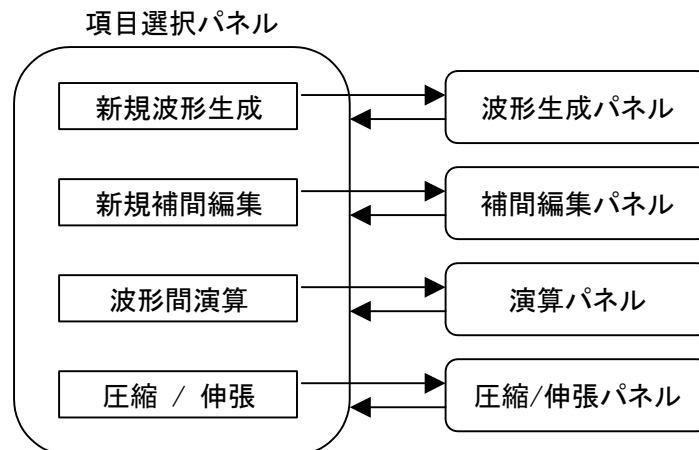 項目選択パネル
新規波形生成
波形生成パネル
新規補間編集
補間編集パネル
波形間演算
演算パネル
圧縮 / 伸張
圧縮/伸張パネル